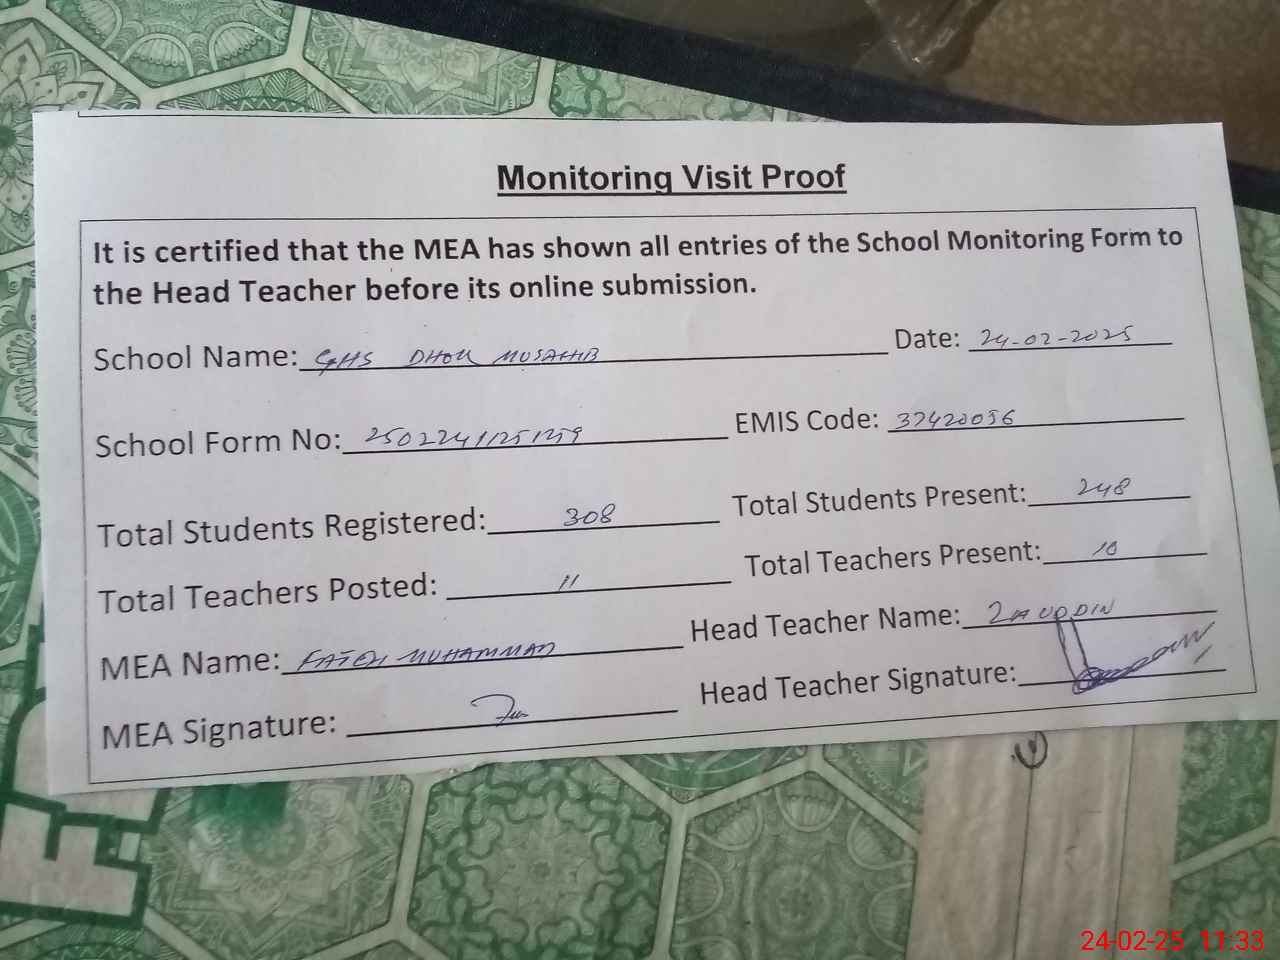 Monitoring Visit Proof
It is certified that the MEA has shown all entries of the School Monitoring Form to
the Head Teacher before its online submission.
School Name: GHS DHOK MUSAHIB Date: 24-02-2025
School Form No: EMIS Code:
Total Students Registered: 308 Total Students Present: 248
Total Teachers Posted: 11 Total Teachers Present: 10
MEA Name: FATEH MUHAMMAD Head Teacher Name:
MEA Signature: Head Teacher Signature:
24-02-25 11:33